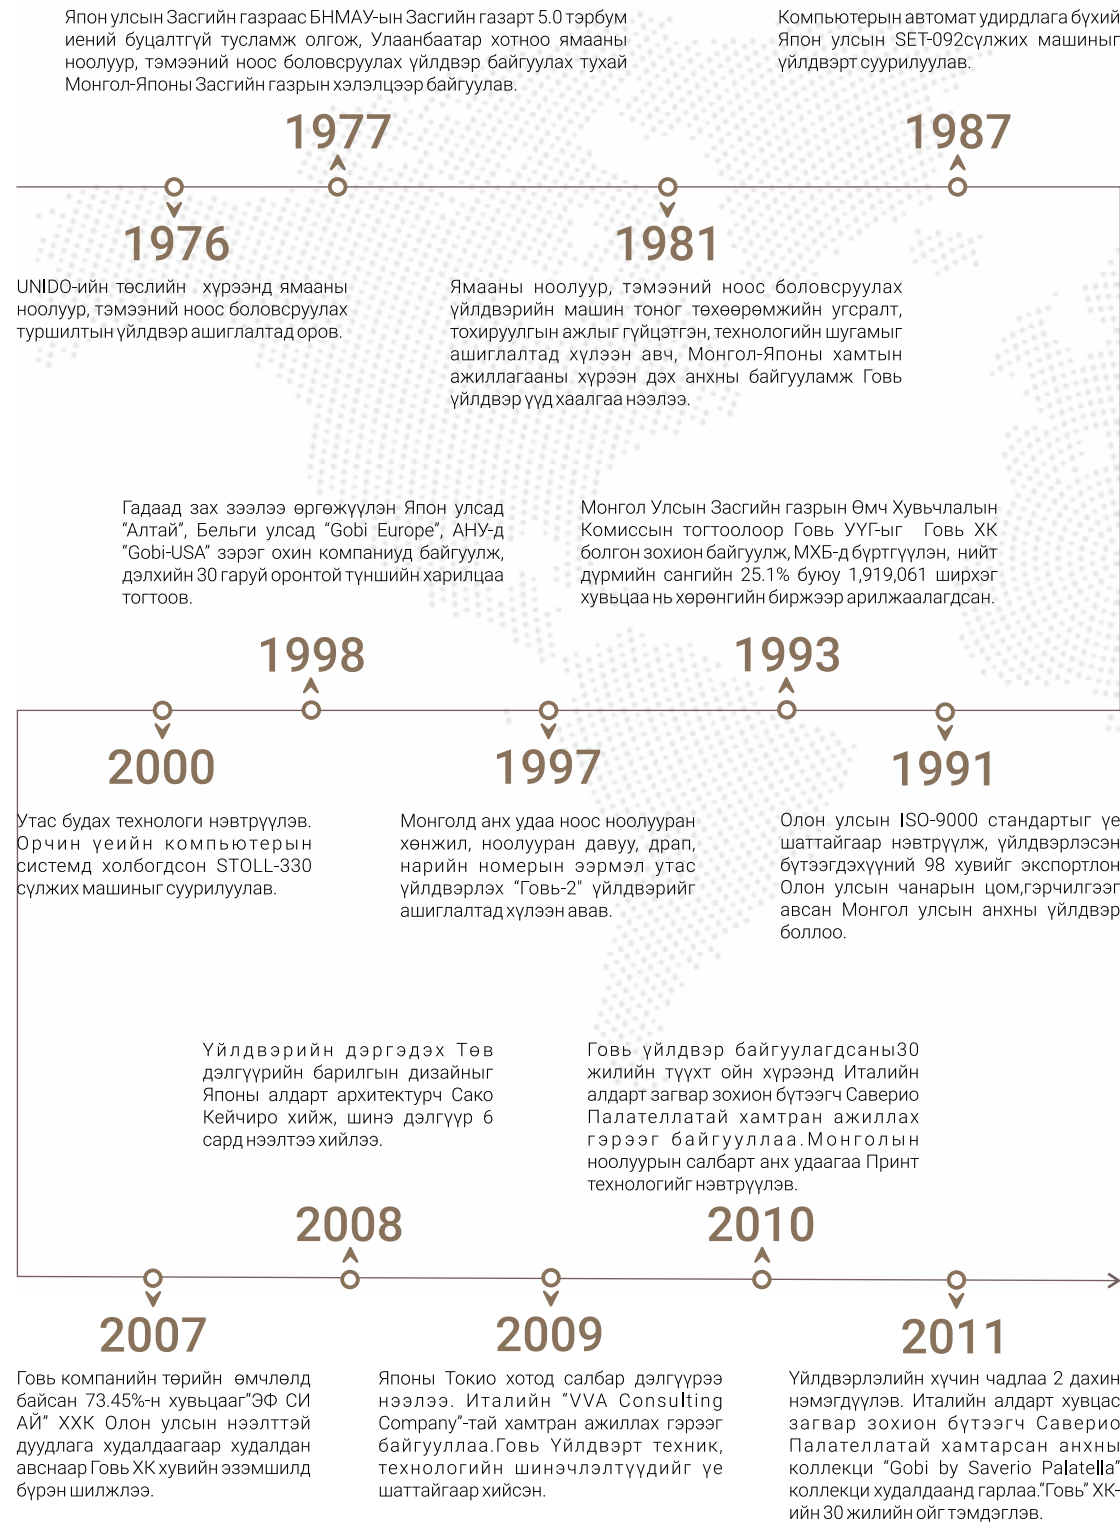 Япон улсын Засгийн газраас БНМАУ-ын Засгийн газарт 5.0 тэрбум
иений буцалтгүй тусламж олгож, Улаанбаатар хотноо ямааны
ноолуур, тэмээний ноос боловсруулах үйлдвэр байгуулах тухай
Монгол-Японы Засгийн газрын хэлэлцээр байгуулав.
Компьютерын автомат удирдлага бүхий
Япон улсын SET-092сүлжих машиныг
үйлдвэрт суурилуулав.
1977
1987
1976
1981
UNIDO-ийн төслийн хүрээнд ямааны
ноолуур, тэмээний ноос боловсруулах
туршилтын үйлдвэр ашиглалтад оров.
Ямааны ноолуур, тэмээний ноос боловсруулах
үйлдвэрийн машин тоног төхөөрөмжийн угсралт,
тохируулгын ажлыг гүйцэтгэн, технологийн шугамыг
ашиглалтад хүлээн авч, Монгол-Японы хамтын
ажиллагааны хүрээн дэх анхны байгууламж Говь
үйлдвэр үүд хаалгаа нээлээ.
Гадаад зах зээлээ өргөжүүлэн Япон улсад
“Алтай”, Бельги улсад “Gobi Europe”, АНУ-д
“Gobi-USA” зэрэг охин компаниуд байгуулж,
дэлхийн 30 гаруй оронтой түншийн харилцаа
тогтоов.
Монгол Улсын Засгийн газрын Өмч Хувьчлалын
Комиссын тогтоолоор Говь УҮГ-ыг Говь ХК
болгон зохион байгуулж, МХБ-д бүртгүүлэн, нийт
дүрмийн сангийн 25.1% буюу 1,919,061 ширхэг
хувьцаа нь хөрөнгийн биржээр арилжаалагдсан.
1998
1993
2000
1997
1991
Утас будах технологи нэвтрүүлэв.
Орчин үеийн компьютерын
системд холбогдсон STOLL-330
сүлжих машиныг суурилуулав.
Монголд анх удаа ноос ноолууран
хөнжил, ноолууран давуу, драп,
нарийн номерын ээрмэл утас
үйлдвэрлэх “Говь-2" үйлдвэрийг
ашиглалтад хүлээн авав.
Олон улсын ISO-9000 стандартыг үе
шаттайгаар нэвтрүүлж, үйлдвэрлэсэн
бүтээгдэхүүний 98 хувийг экспортлон
Олон улсын чанарын цом,гэрчилгээг
авсан Монгол улсын анхны үйлдвэр
боллоо.
Үйлдвэрийн дэргэдэх Төв
дэлгүүрийн барилгын дизайныг
Японы алдарт архитектурч Сако
Кейчиро хийж, шинэ дэлгүүр 6
сард нээлтээ хийлээ.
Говь үйлдвэр байгуулагдсаны30
жилийн түүхт ойн хүрээнд Италийн
алдарт загвар зохион бүтээгч Саверио
Палателлатай хамтран ажиллах
гэрээг байгууллаа.Монголын
ноолуурын салбарт анх удаагаа Принт
технологийг нэвтрүүлэв.
2008
2010
2007
2009
2011
Говь компанийн төрийн өмчлөлд
байсан 73.45%-н хувьцааг“ЭФ СИ
АЙ” ХХК Олон улсын нээлттэй
дуудлага худалдаагаар худалдан
авснаар Говь ХК хувийн эзэмшилд
бүрэн шилжлээ.
Японы Токио хотод салбар дэлгүүрээ
нээлээ. Италийн “VVA Consulting
Company”-тай хамтран ажиллах гэрээг
байгууллаа.Говь Үйлдвэрт техник,
технологийн шинэчлэлтүүдийг үе
шаттайгаар хийсэн.
Үйлдвэрлэлийн хүчин чадлаа 2 дахин
нэмэгдүүлэв. Италийн алдарт хувцас
загвар зохион бүтээгч Саверио
Палателлатай хамтарсан анхны
коллекци “Gobi by Saverio Palatella”
коллекци худалдаанд гарлаа.“Говь” ХК-
ийн 30 жилийн ойг тэмдэглэв.